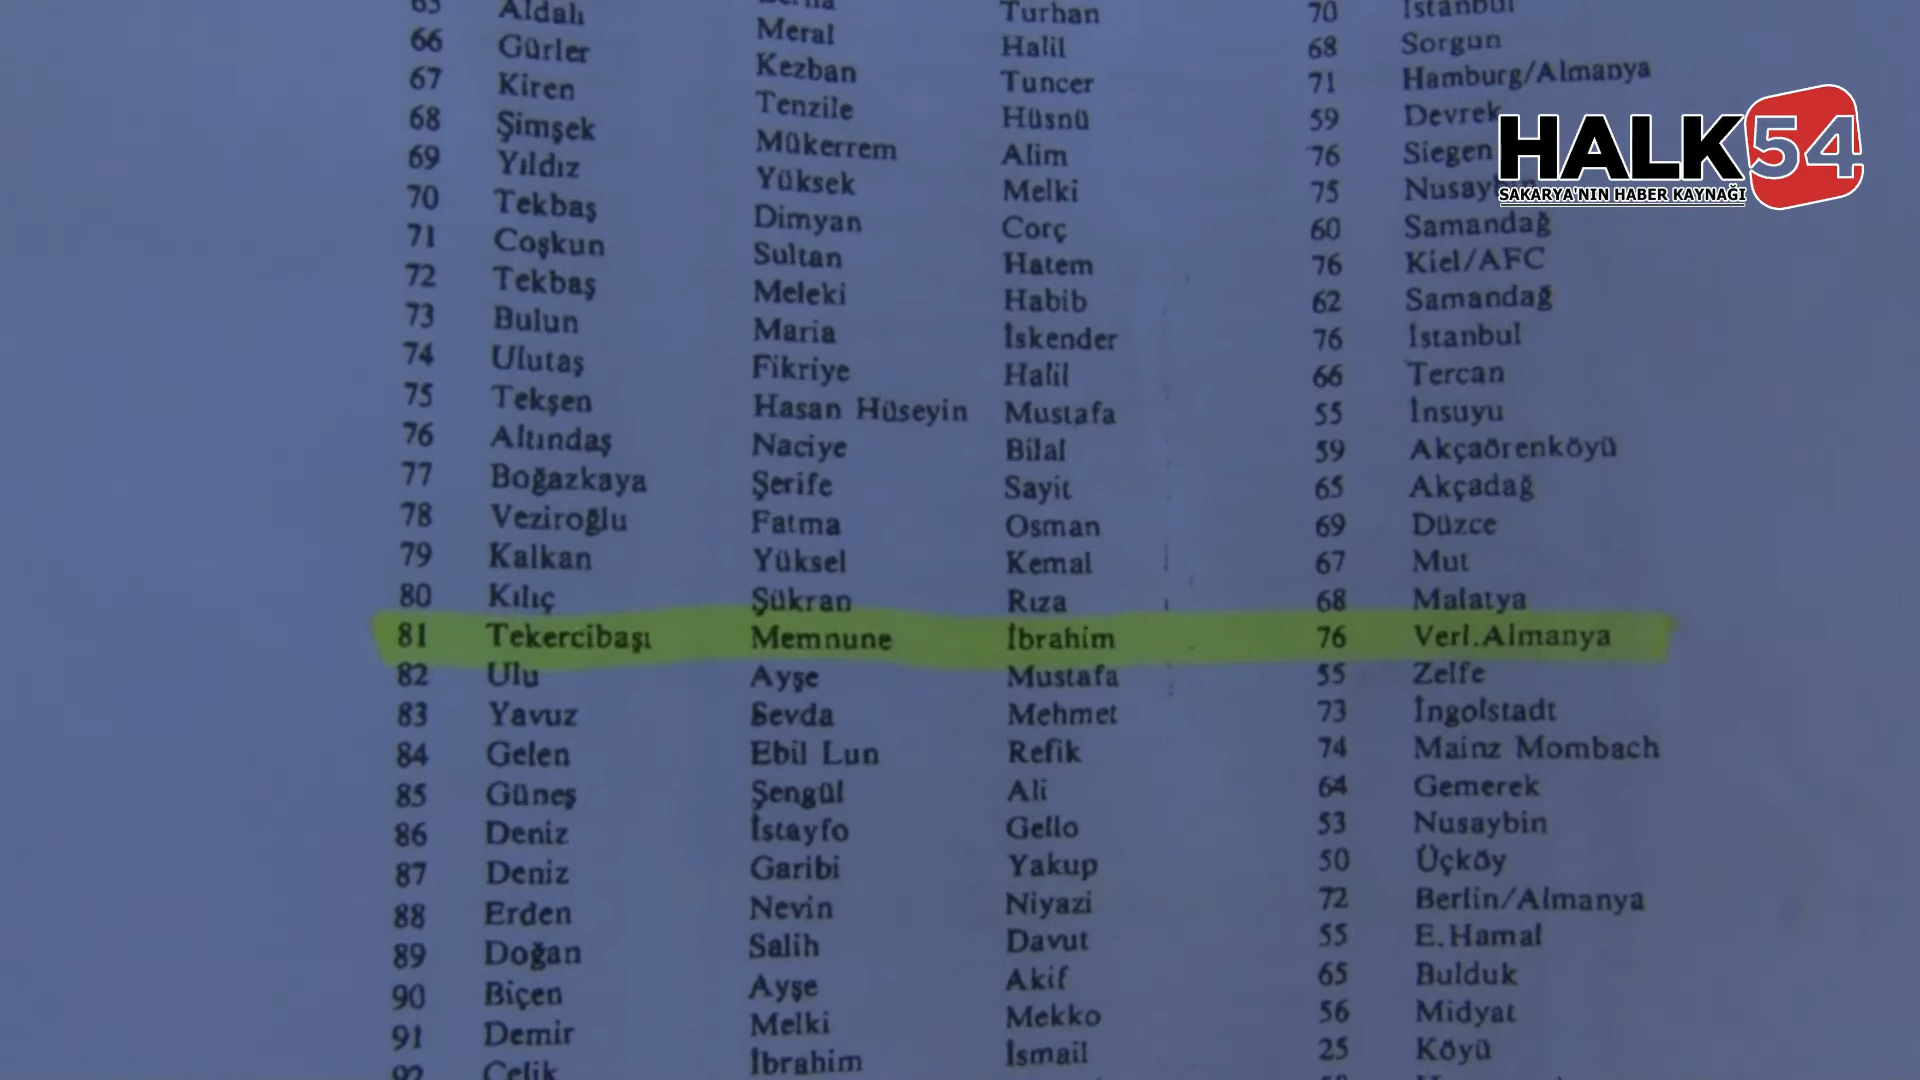 Turhan 70 İstanbul
65 Aldalı Meral Halil 68 Sorgun
66 Gürler Kezban Tuncer 71 Hamburg/Almanya
67 Kiren Tenzile Hüsnü 59 Devrek
68 Şimşek Mükerrem Alim 76 Siegen
69 Yıldız Yüksek Melki 75 Nusaybin
70 Tekbaş Dimyan Corç 60 Samandağ
71 Coşkun Sultan Hatem 76 Kiel/AFC
72 Tekbaş Meleki Habib 62 Samandağ
73 Bulun Maria İskender 76 İstanbul
74 Ulutaş Fikriye Halil 66 Tercan
75 Tekşen Hasan Hüseyin Mustafa 55 İnsuyu
76 Altındaş Naciye Bilal 59 Akçaörenköyü
77 Boğazkaya Şerife Sayit 65 Akçadağ
78 Veziroğlu Fatma Osman 69 Düzce
79 Kalkan Yüksel Kemal 67 Mut
80 Kılıç Şükran Rıza 68 Malatya
81 Tekercibaşı Memnune İbrahim 76 Verl.Almanya
82 Ulu Ayşe Mustafa 55 Zelfe
83 Yavuz Sevda Mehmet 73 İngolstadt
84 Gelen Ebil Lun Refik 74 Mainz Mombach
85 Güneş Şengül Ali 64 Gemerek
86 Deniz İstayfo Gello 53 Nusaybin
87 Deniz Garibi Yakup 50 Üçköy
88 Erden Nevin Niyazi 72 Berlin/Almanya
89 Doğan Salih Davut 55 E.Hamal
90 Biçen Ayşe Akif 65 Bulduk
91 Demir Melki Mekko 56 Midyat
92 Çelik İbrahim İsmail 25 Köyü
HALK54
SAKARYA'NIN HABER KAYNAĞI